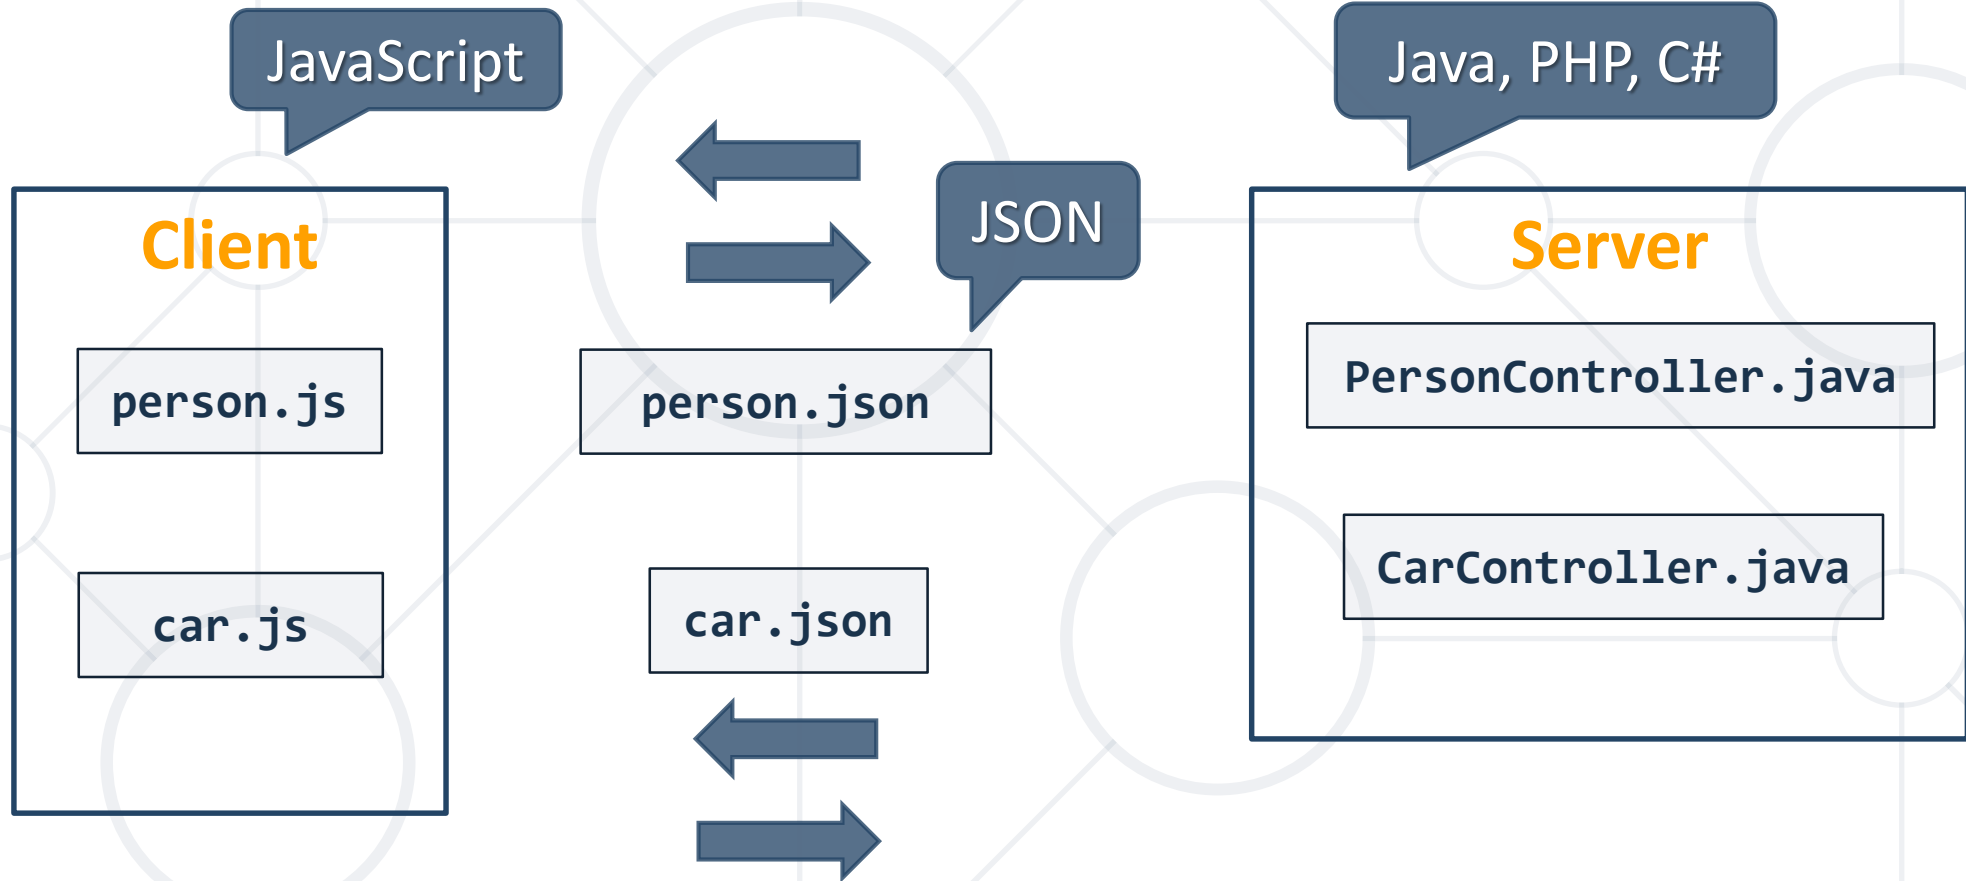 JavaScript
Java, PHP, C#
JSON
Client
Server
person.js
person.json
PersonController.java
car.js
car.json
CarController.java